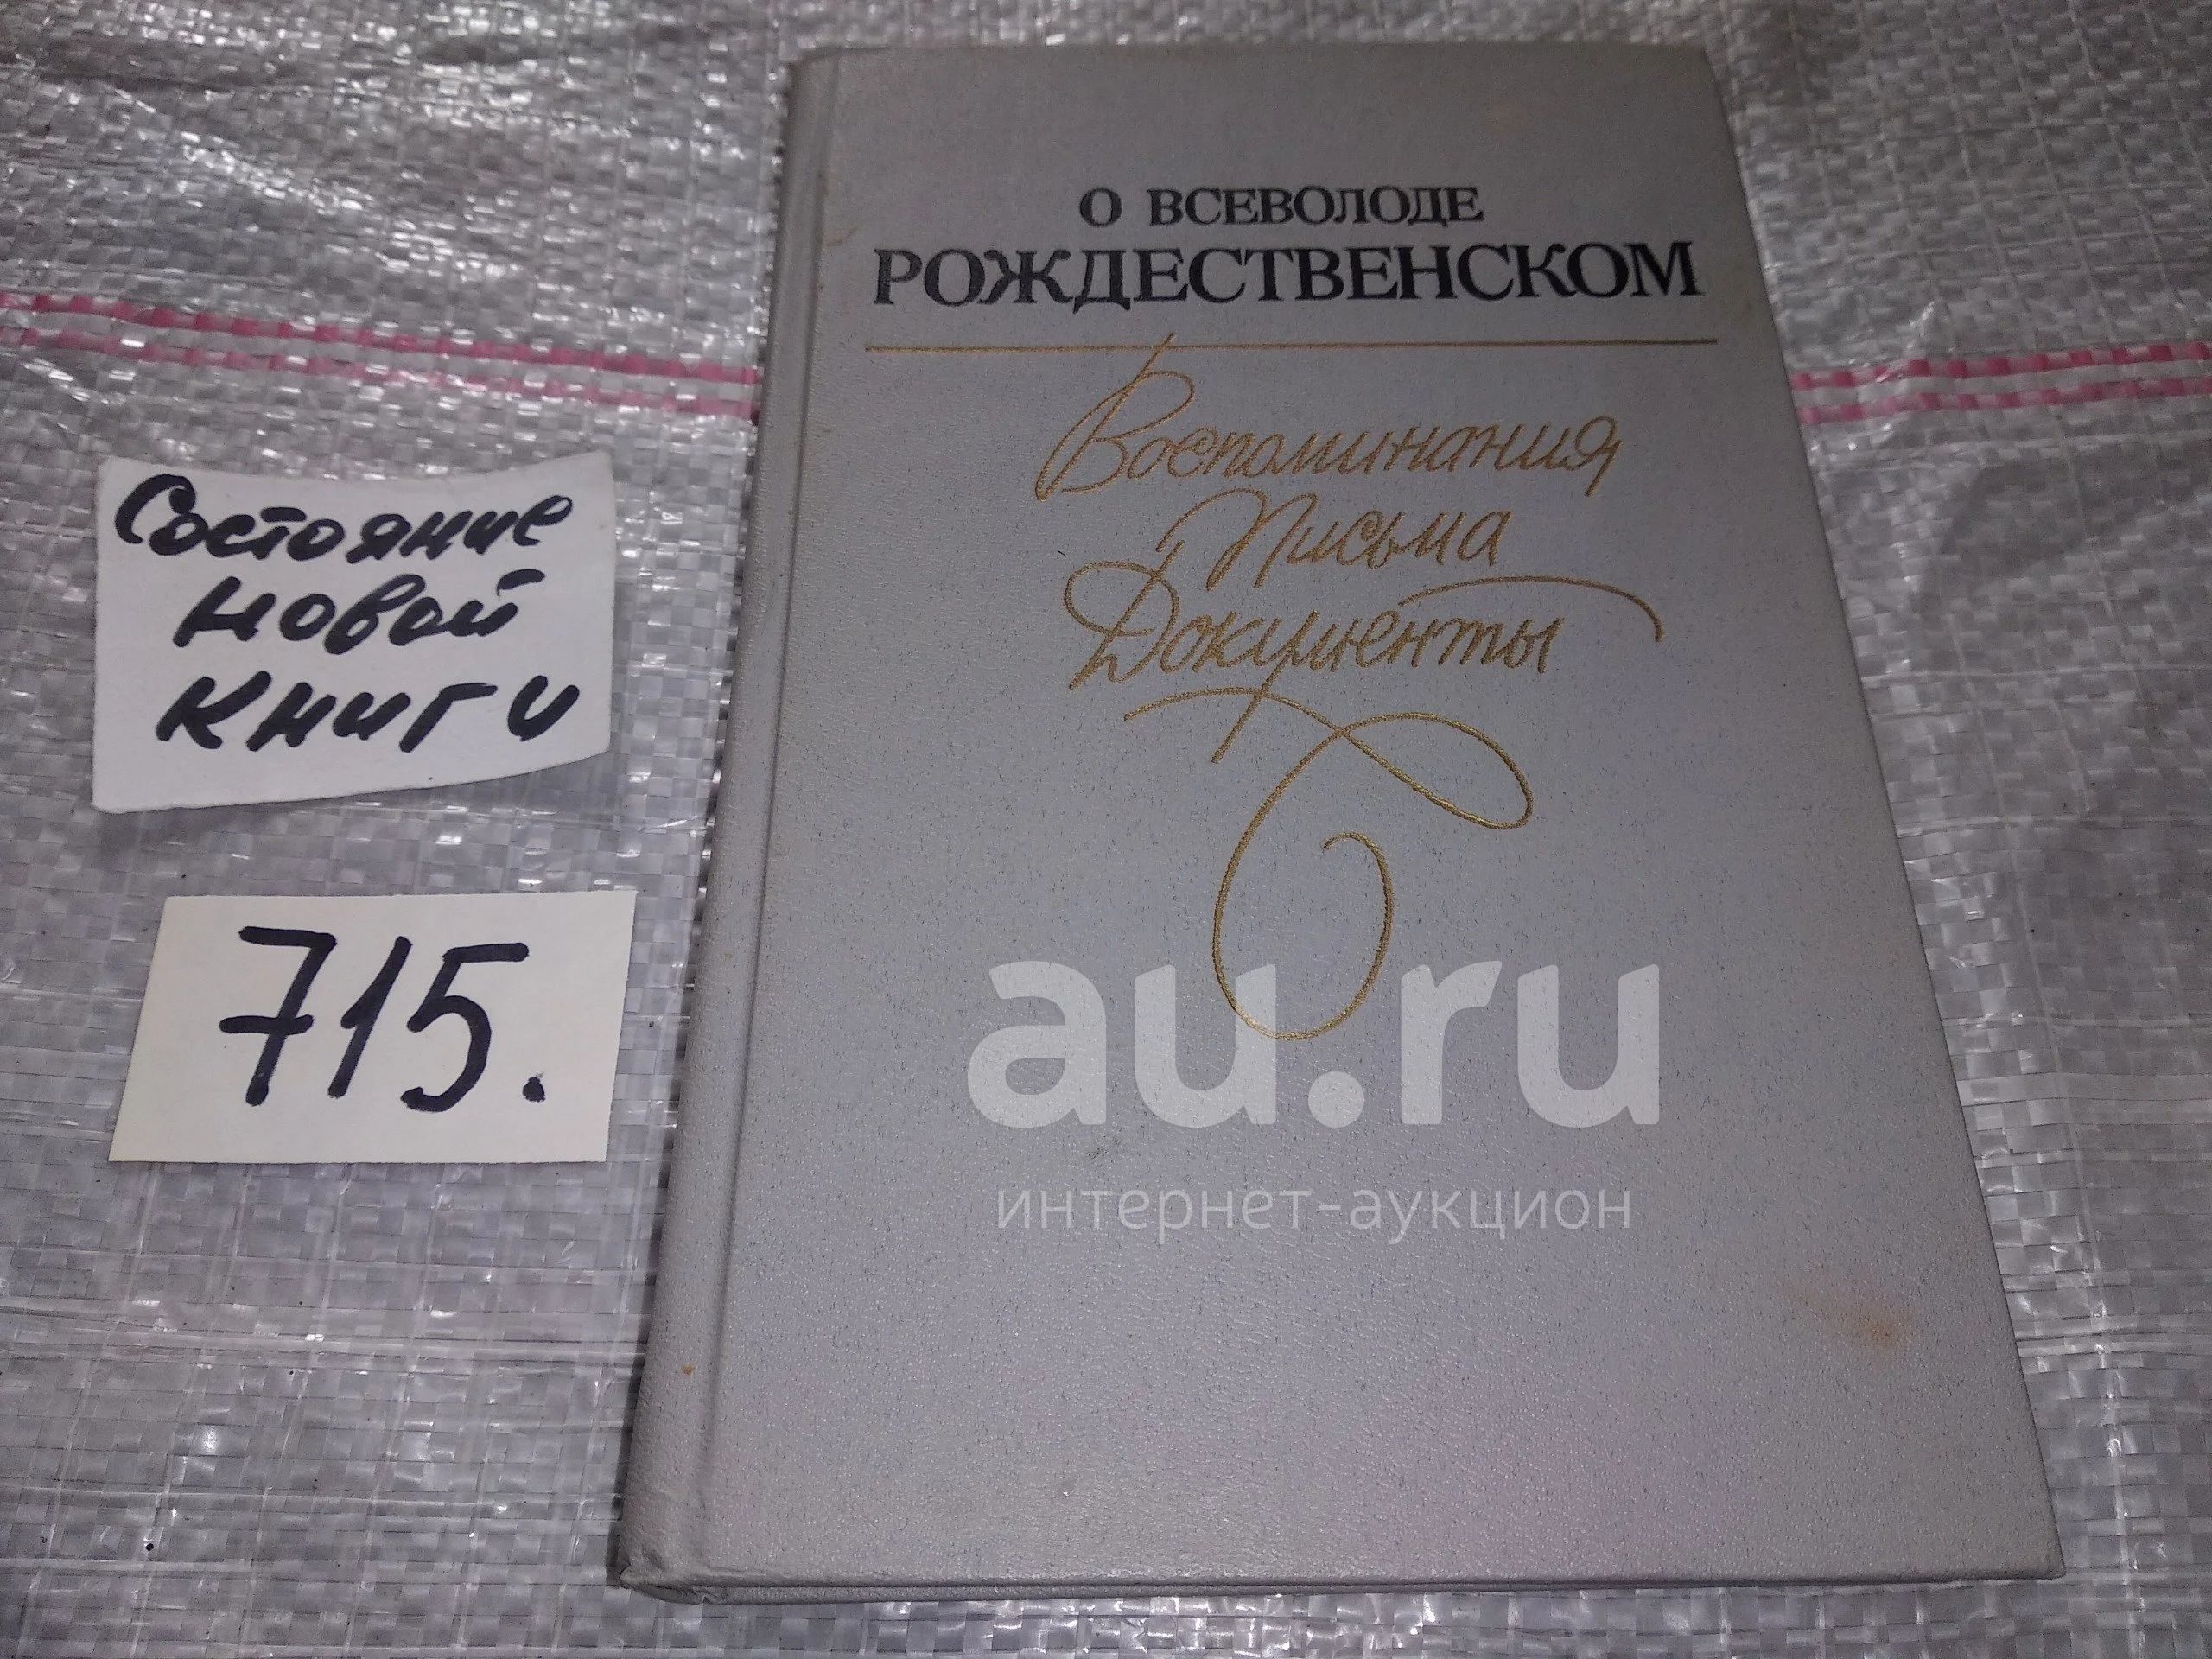 О ВСЕВОЛОДЕ
РОЖДЕСТВЕНСКОМ
Воспоминания
Письма
Документы
Состояние
новой
книги
715.
au.ru
интернет-аукцион